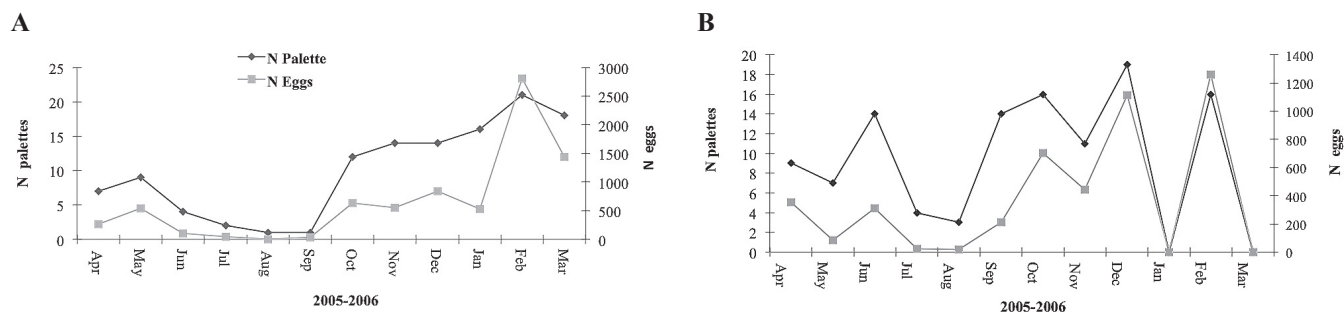 A
N Palette
N Eggs
N palettes
25
20
15
10
5
0
3000
2500
2000
1500
1000
500
0
N eggs
Apr
May
Jun
Jul
Aug
Sep
Oct
Nov
Dec
Jan
Feb
Mar
2005-2006
B
N palettes
20
18
16
14
12
10
8
6
4
2
0
1400
1200
1000
800
600
400
200
0
N eggs
Apr
May
Jun
Jul
Aug
Sep
Oct
Nov
Dec
Jan
Feb
Mar
2005-2006